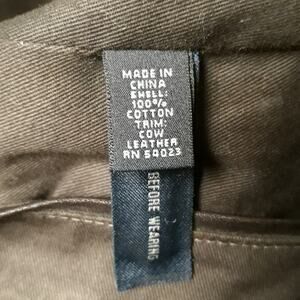 MADE IN
CHINA
SHELL:
100%
COTTON
TRIM:
COW
LEATHER
RN 54023
BEFORE WEARING